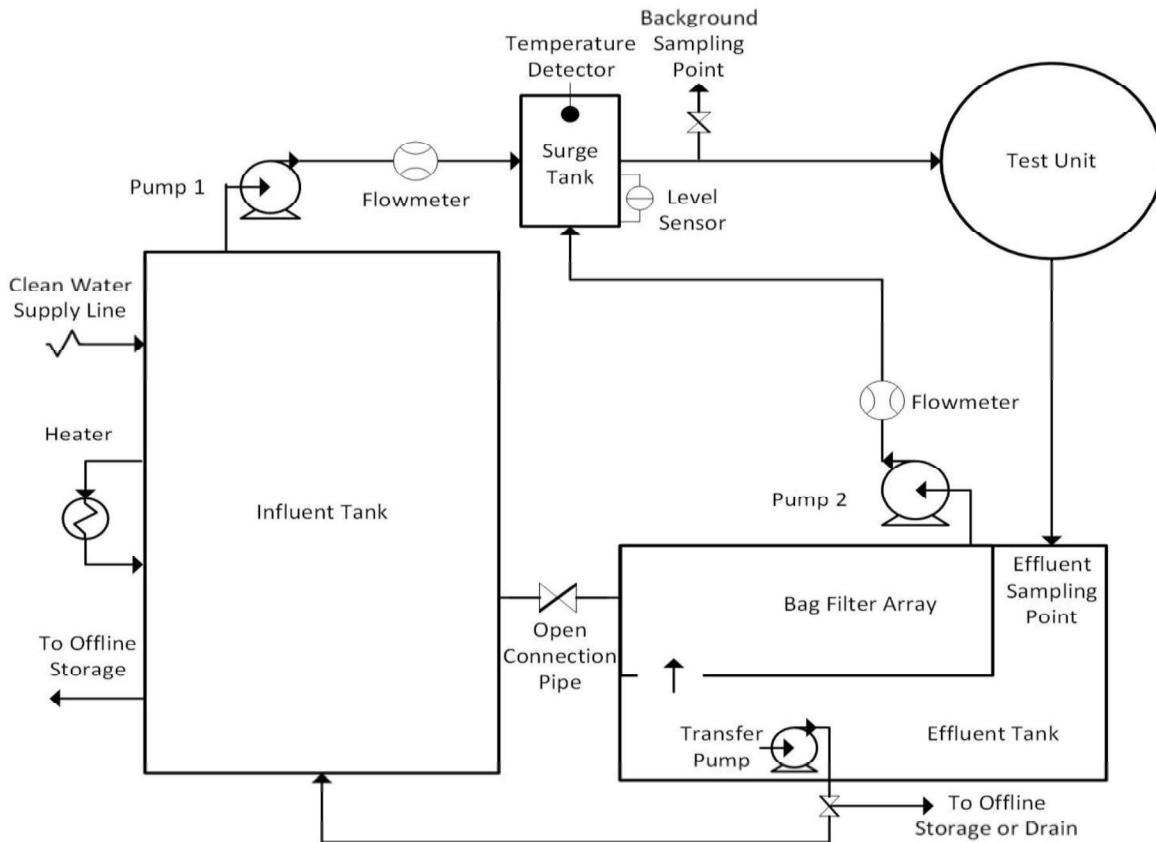 Background
Sampling
Point
Temperature
Detector
Surge
Tank
Test Unit
Pump 1
Flowmeter
Level
Sensor
Clean Water
Supply Line
Flowmeter
Heater
Influent Tank
Pump 2
Effluent
Sampling
Point
Bag Filter Array
Open
Connection
Pipe
To Offline
Storage
Transfer
Pump
Effluent Tank
To Offline
Storage or Drain